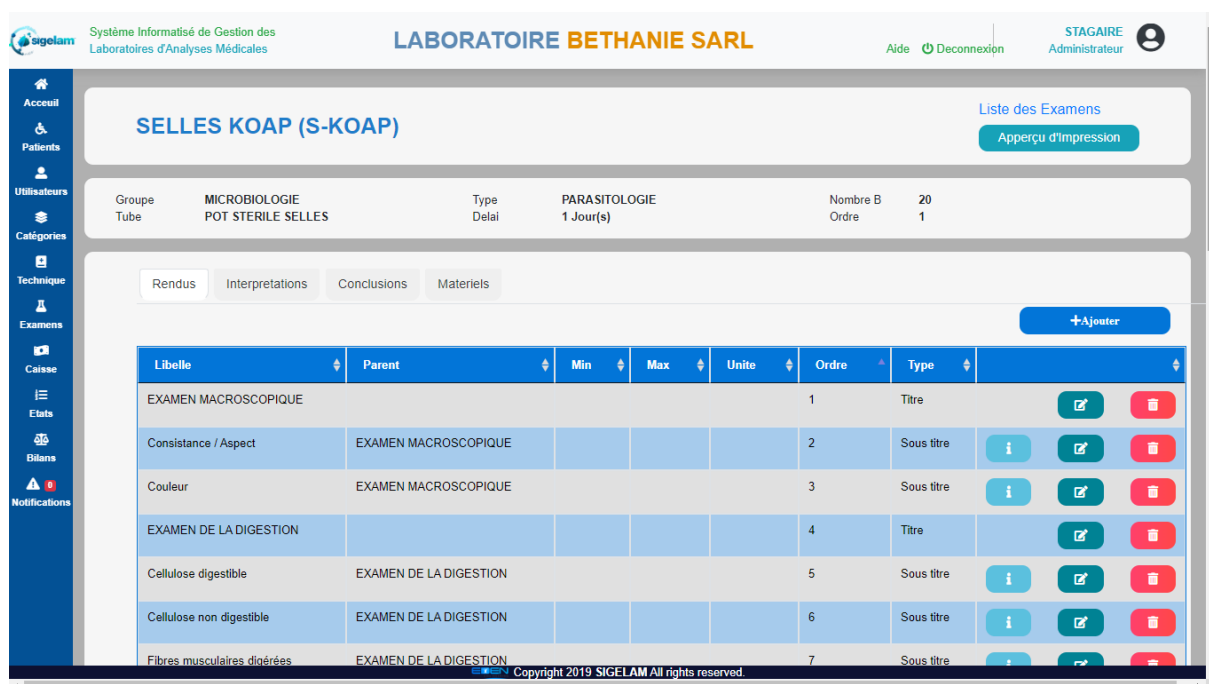 sigelam
Système Informatisé de Gestion des
Laboratoires d'Analyses Médicales
LABORATOIRE BETHANIE SARL
Aide Deconnexion
STAGAIRE
Administrateur
Acceuil
Patients
Utilisateurs
Catégories
Technique
Examens
Caisse
Etats
Bilans
0
Notifications
SELLES KOAP (S-KOAP)
Liste des Examens
Apperçu d'Impression
Groupe MICROBIOLOGIE Type PARASITOLOGIE Nombre B 20
Tube POT STERILE SELLES Delai 1 Jour(s) Ordre 1
Rendus Interpretations Conclusions Materiels
+Ajouter
Libelle Parent Min Max Unite Ordre Type
EXAMEN MACROSCOPIQUE 1 Titre
Consistance / Aspect EXAMEN MACROSCOPIQUE 2 Sous titre
Couleur EXAMEN MACROSCOPIQUE 3 Sous titre
EXAMEN DE LA DIGESTION 4 Titre
Cellulose digestible EXAMEN DE LA DIGESTION 5 Sous titre
Cellulose non digestible EXAMEN DE LA DIGESTION 6 Sous titre
Fibres musculaires digérées EXAMEN DE LA DIGESTION 7 Sous titre
Copyright 2019 SIGELAM All rights reserved.